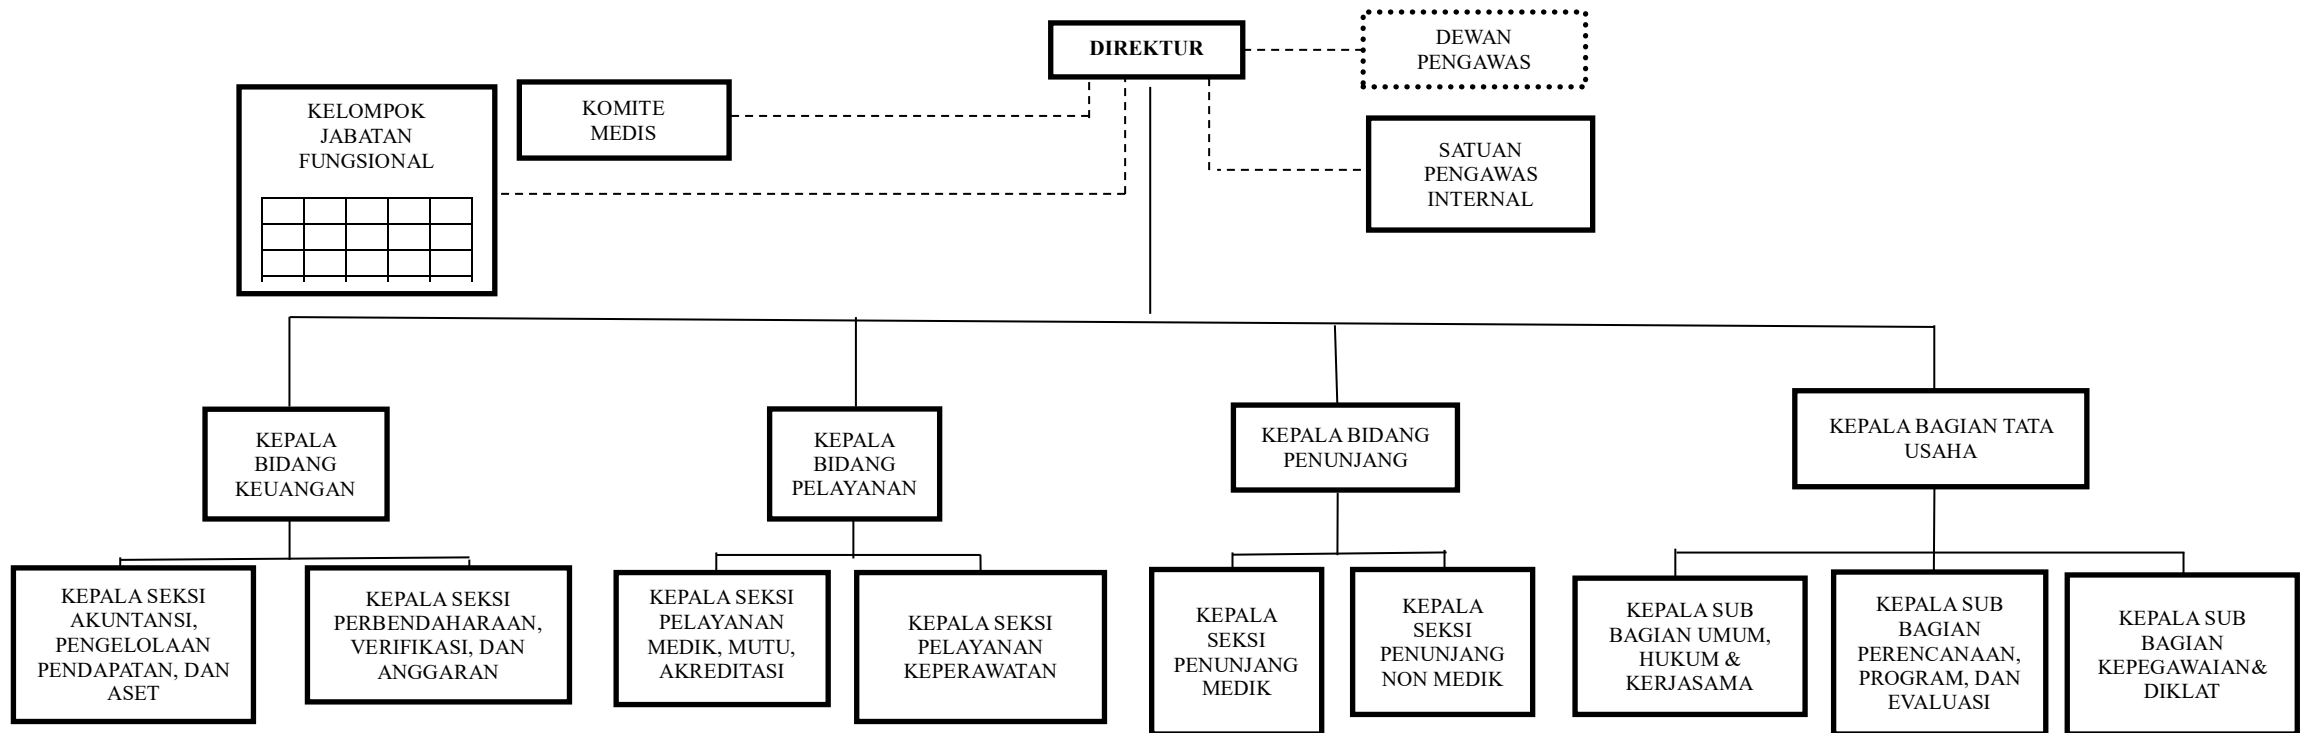 DIREKTUR
DEWAN
PENGAWAS
KELOMPOK
JABATAN
FUNGSIONAL
KOMITE
MEDIS
SATUAN
PENGAWAS
INTERNAL
KEPALA
BIDANG
KEUANGAN
KEPALA
BIDANG
PELAYANAN
KEPALA BIDANG
PENUNJANG
KEPALA BAGIAN TATA
USAHA
KEPALA SEKSI
AKUNTANSI,
PENGELOLAAN
PENDAPATAN, DAN
ASET
KEPALA SEKSI
PERBENDAHARAAN,
VERIFIKASI, DAN
ANGGARAN
KEPALA SEKSI
PELAYANAN
MEDIK, MUTU,
AKREDITASI
KEPALA SEKSI
PELAYANAN
KEPERAWATAN
KEPALA
SEKSI
PENUNJANG
MEDIK
KEPALA
SEKSI
PENUNJANG
NON MEDIK
KEPALA SUB
BAGIAN UMUM,
HUKUM &
KERJASAMA
KEPALA SUB
BAGIAN
PERENCANAAN,
PROGRAM, DAN
EVALUASI
KEPALA SUB
BAGIAN
KEPEGAWAIAN&
DIKLAT